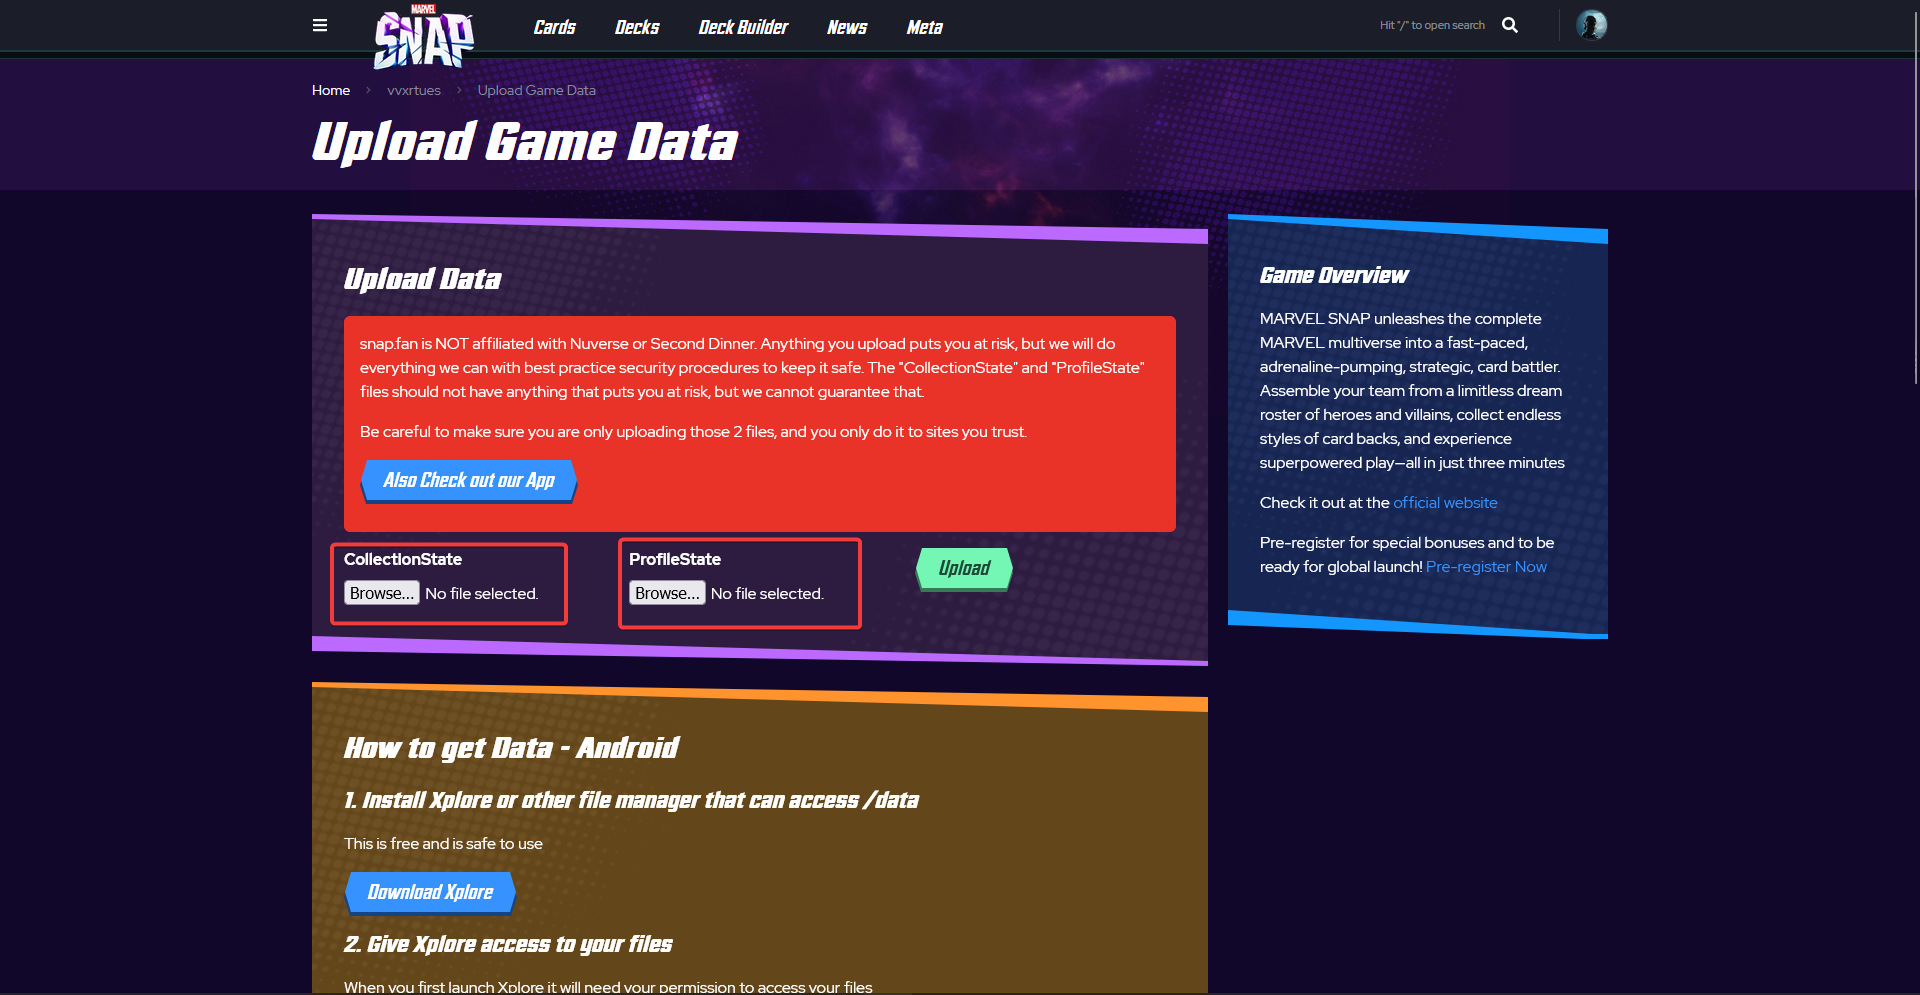 MARVEL
SNAP
Cards
Decks
Deck Builder
News
Meta
Hit "/" to open search
Home > vvxrtues > Upload Game Data
Upload Game Data
Upload Data
snap.fan is NOT affiliated with Nuverse or Second Dinner. Anything you upload puts you at risk, but we will do
everything we can with best practice security procedures to keep it safe. The "CollectionState" and "ProfileState"
files should not have anything that puts you at risk, but we cannot guarantee that.
Be careful to make sure you are only uploading those 2 files, and you only do it to sites you trust.
Also Check out our App
CollectionState
Browse... No file selected.
ProfileState
Browse... No file selected.
Upload
How to get Data - Android
1. Install Xplore or other file manager that can access /data
This is free and is safe to use
Download Xplore
2. Give Xplore access to your files
When you first launch Xplore it will need your permission to access your files
Game Overview
MARVEL SNAP unleashes the complete
MARVEL multiverse into a fast-paced,
adrenaline-pumping, strategic, card battler.
Assemble your team from a limitless dream
roster of heroes and villains, collect endless
styles of card backs, and experience
superpowered play—all in just three minutes
Check it out at the official website
Pre-register for special bonuses and to be
ready for global launch! Pre-register Now